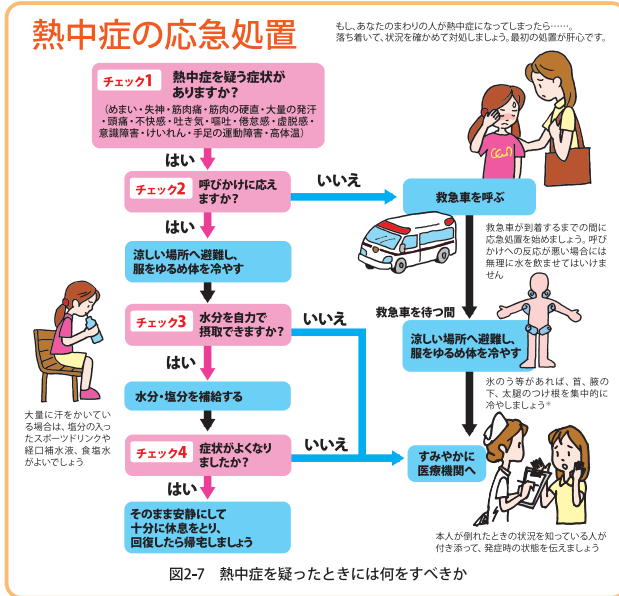 熱中症の応急処置
もし、あなたのまわりの人が熱中症になってしまったら……。
落ち着いて、状況を確かめて対処しましょう。最初の処置が肝心です。
チェック1 熱中症を疑う症状が
ありますか？
（めまい・失神・筋肉痛・筋肉の硬直・大量の発汗
・頭痛・不快感・吐き気・嘔吐・倦怠感・虚脱感・
意識障害・けいれん・手足の運動障害・高体温）
はい
チェック2 呼びかけに応え
ますか？
いいえ
救急車を呼ぶ
はい
涼しい場所へ避難し、
服をゆるめ体を冷やす
救急車が到着するまでの間に
応急処置を始めましょう。呼び
かけへの反応が悪い場合には
無理に水を飲ませてはいけま
せん
チェック3 水分を自力で
摂取できますか？
いいえ
救急車を待つ間
涼しい場所へ避難し、
服をゆるめ体を冷やす
はい
水分・塩分を補給する
氷のう等があれば、首、腋の
下、太腿のつけ根を集中的に
冷やしましょう※
大量に汗をかいている
場合は、塩分の入った
スポーツドリンクや
経口補水液、食塩水
がよいでしょう
チェック4 症状がよくなり
ましたか？
いいえ
すみやかに
医療機関へ
はい
そのまま安静にして
十分に休息をとり、
回復したら帰宅しましょう
本人が倒れたときの状況を知っている人が
付き添って、発症時の状態を伝えましょう
図2-7 熱中症を疑ったときには何をすべきか